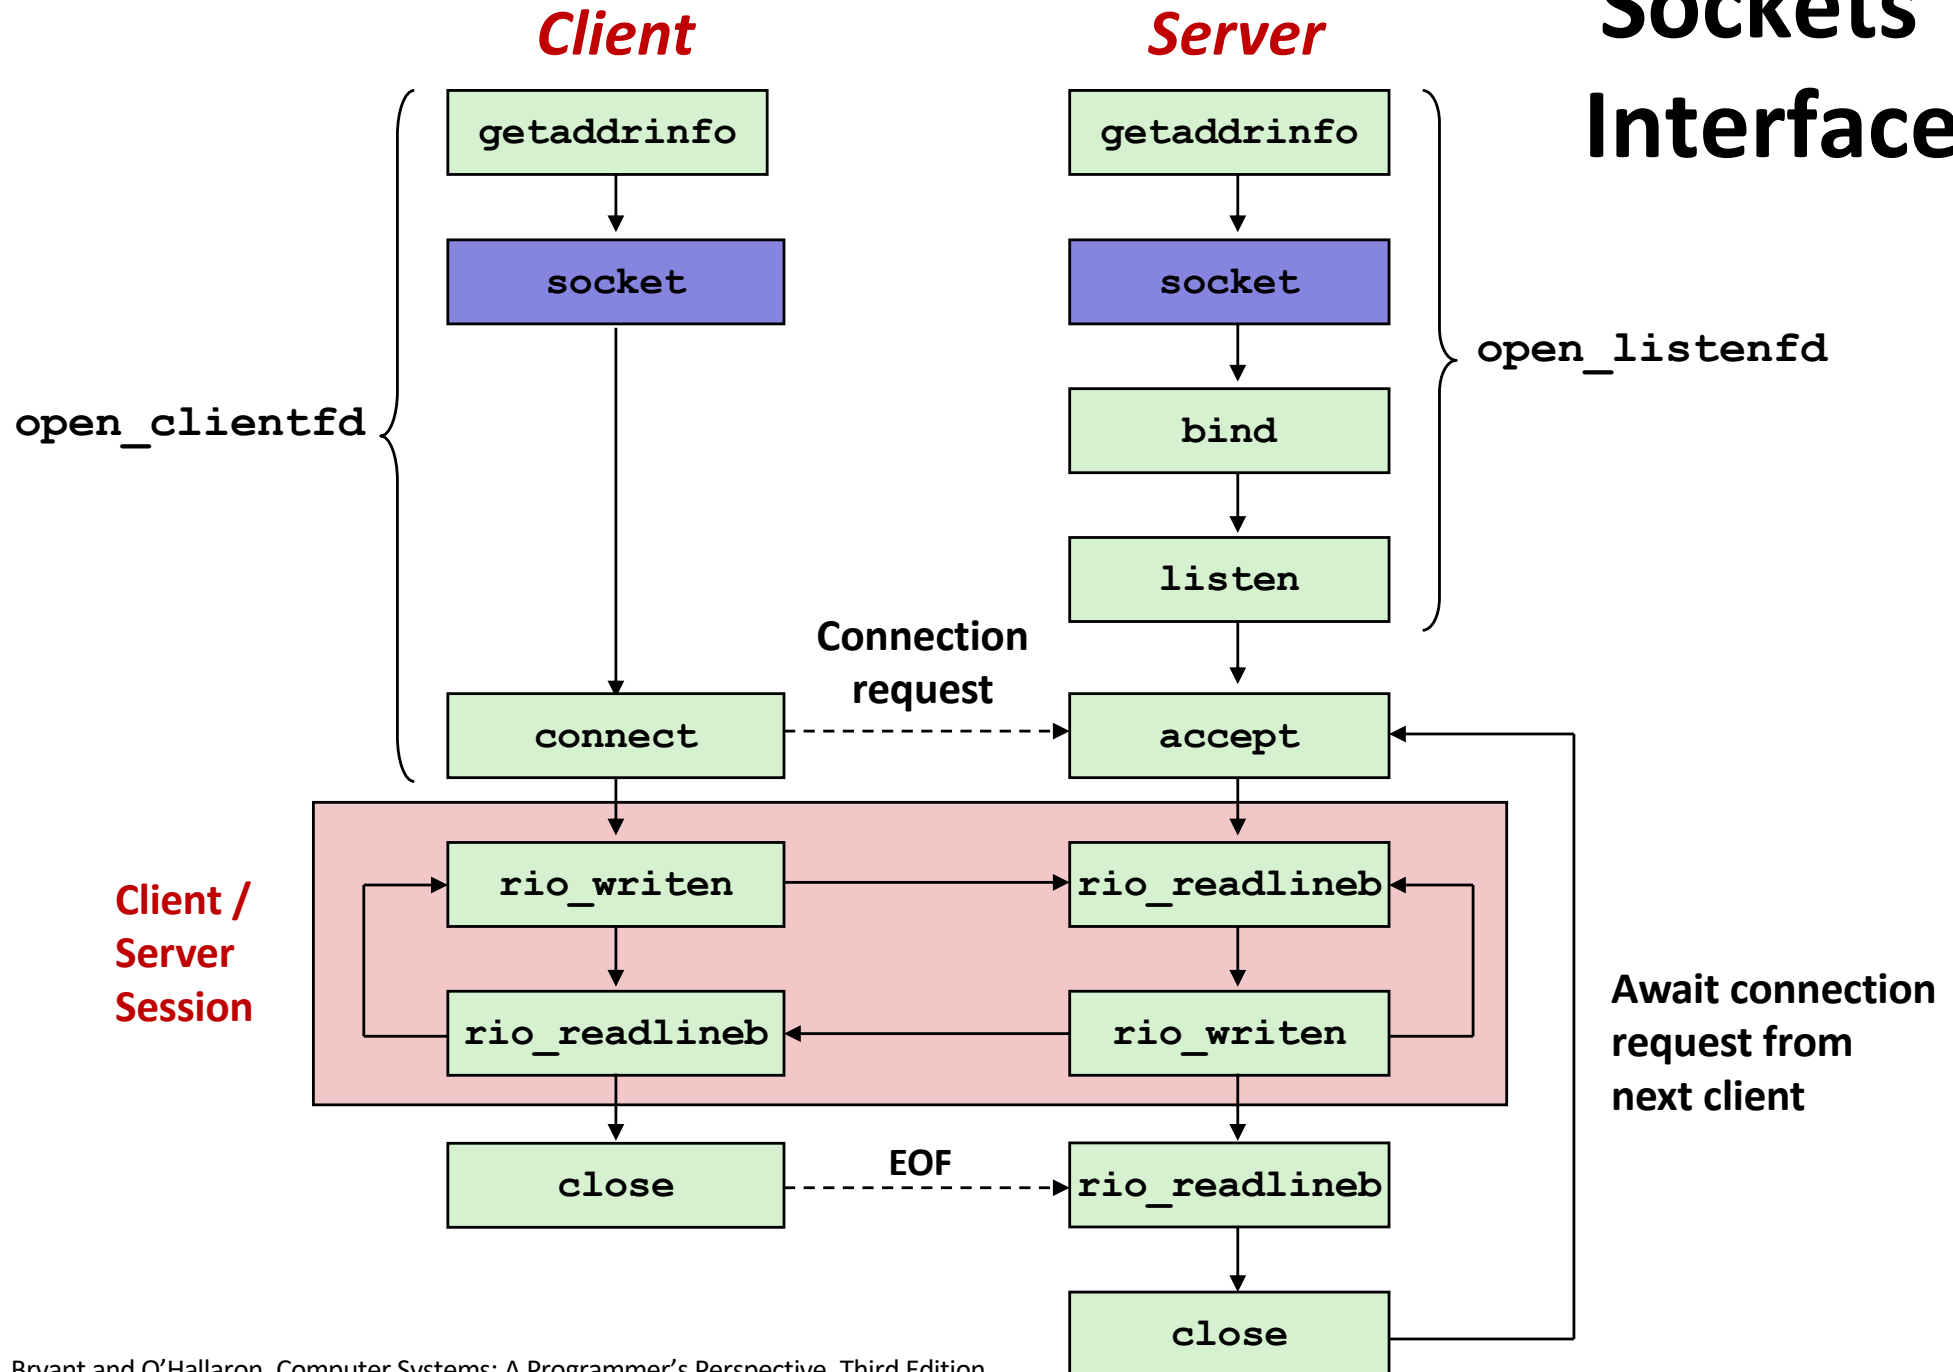 Client
Server
Sockets
Interface
getaddrinfo
getaddrinfo
socket
socket
open_listenfd
open_clientfd
bind
listen
Connection
request
connect
accept
Client /
Server
Session
rio_writen
rio_readlineb
rio_readlineb
rio_writen
Await connection
request from
next client
close
EOF
rio_readlineb
close
Bryant and O'Hallaron, Computer Systems: A Programmer's Perspective, Third Edition